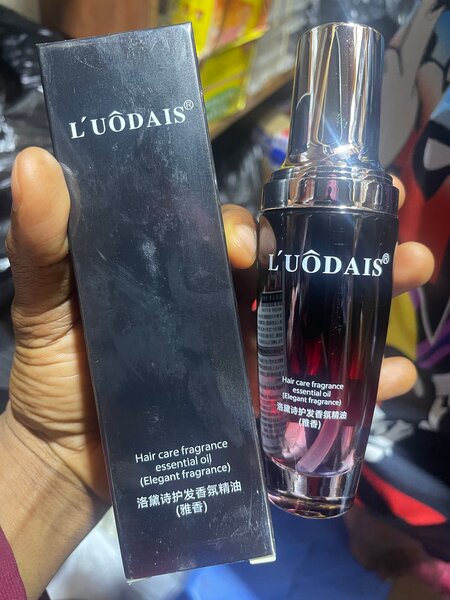 L'UÔDAIS®
Hair care fragrance
essential oil
(Elegant fragrance)
洛黛诗护发香氛精油
(雅香)
L'UÔDAIS®
Hair care fragrance
essential oil
(Elegant fragrance)
洛黛诗护发香氛精油
(雅香)